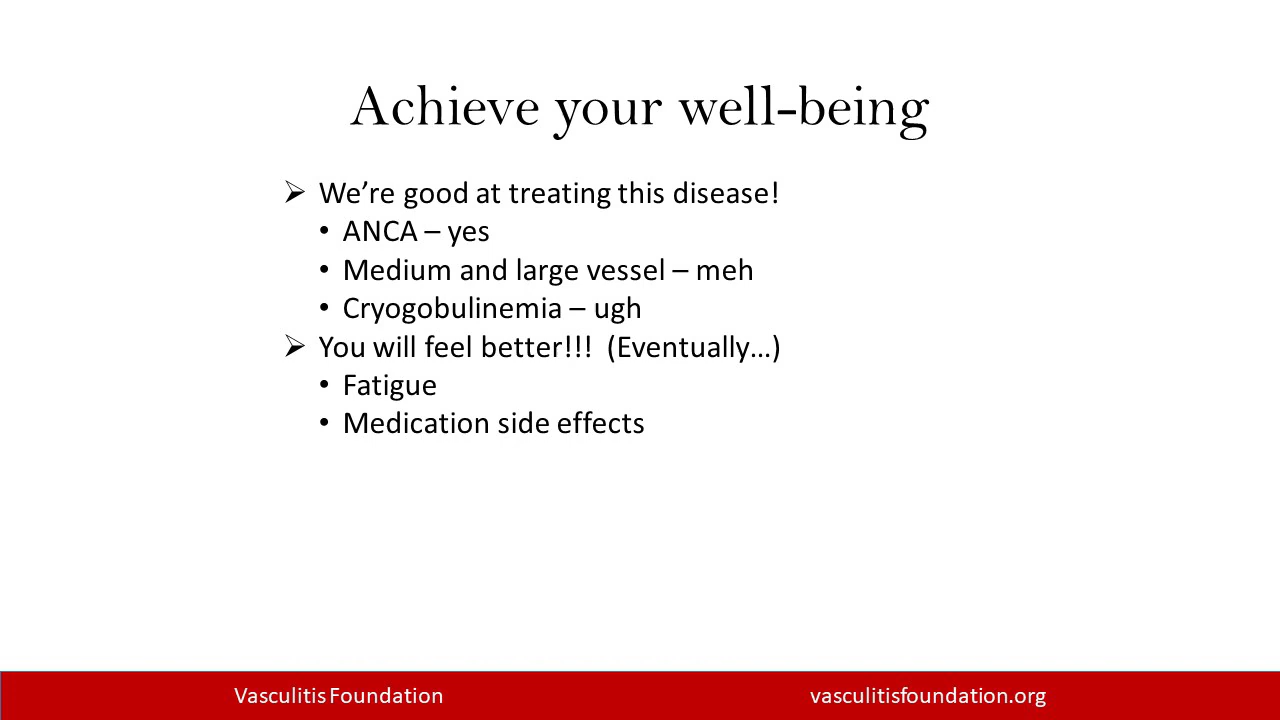 Achieve your well-being
➢ We’re good at treating this disease!
• ANCA – yes
• Medium and large vessel – meh
• Cryogobulinemia – ugh
➢ You will feel better!!!  (Eventually…)
• Fatigue
• Medication side effects
Vasculitis Foundation
vasculitisfoundation.org